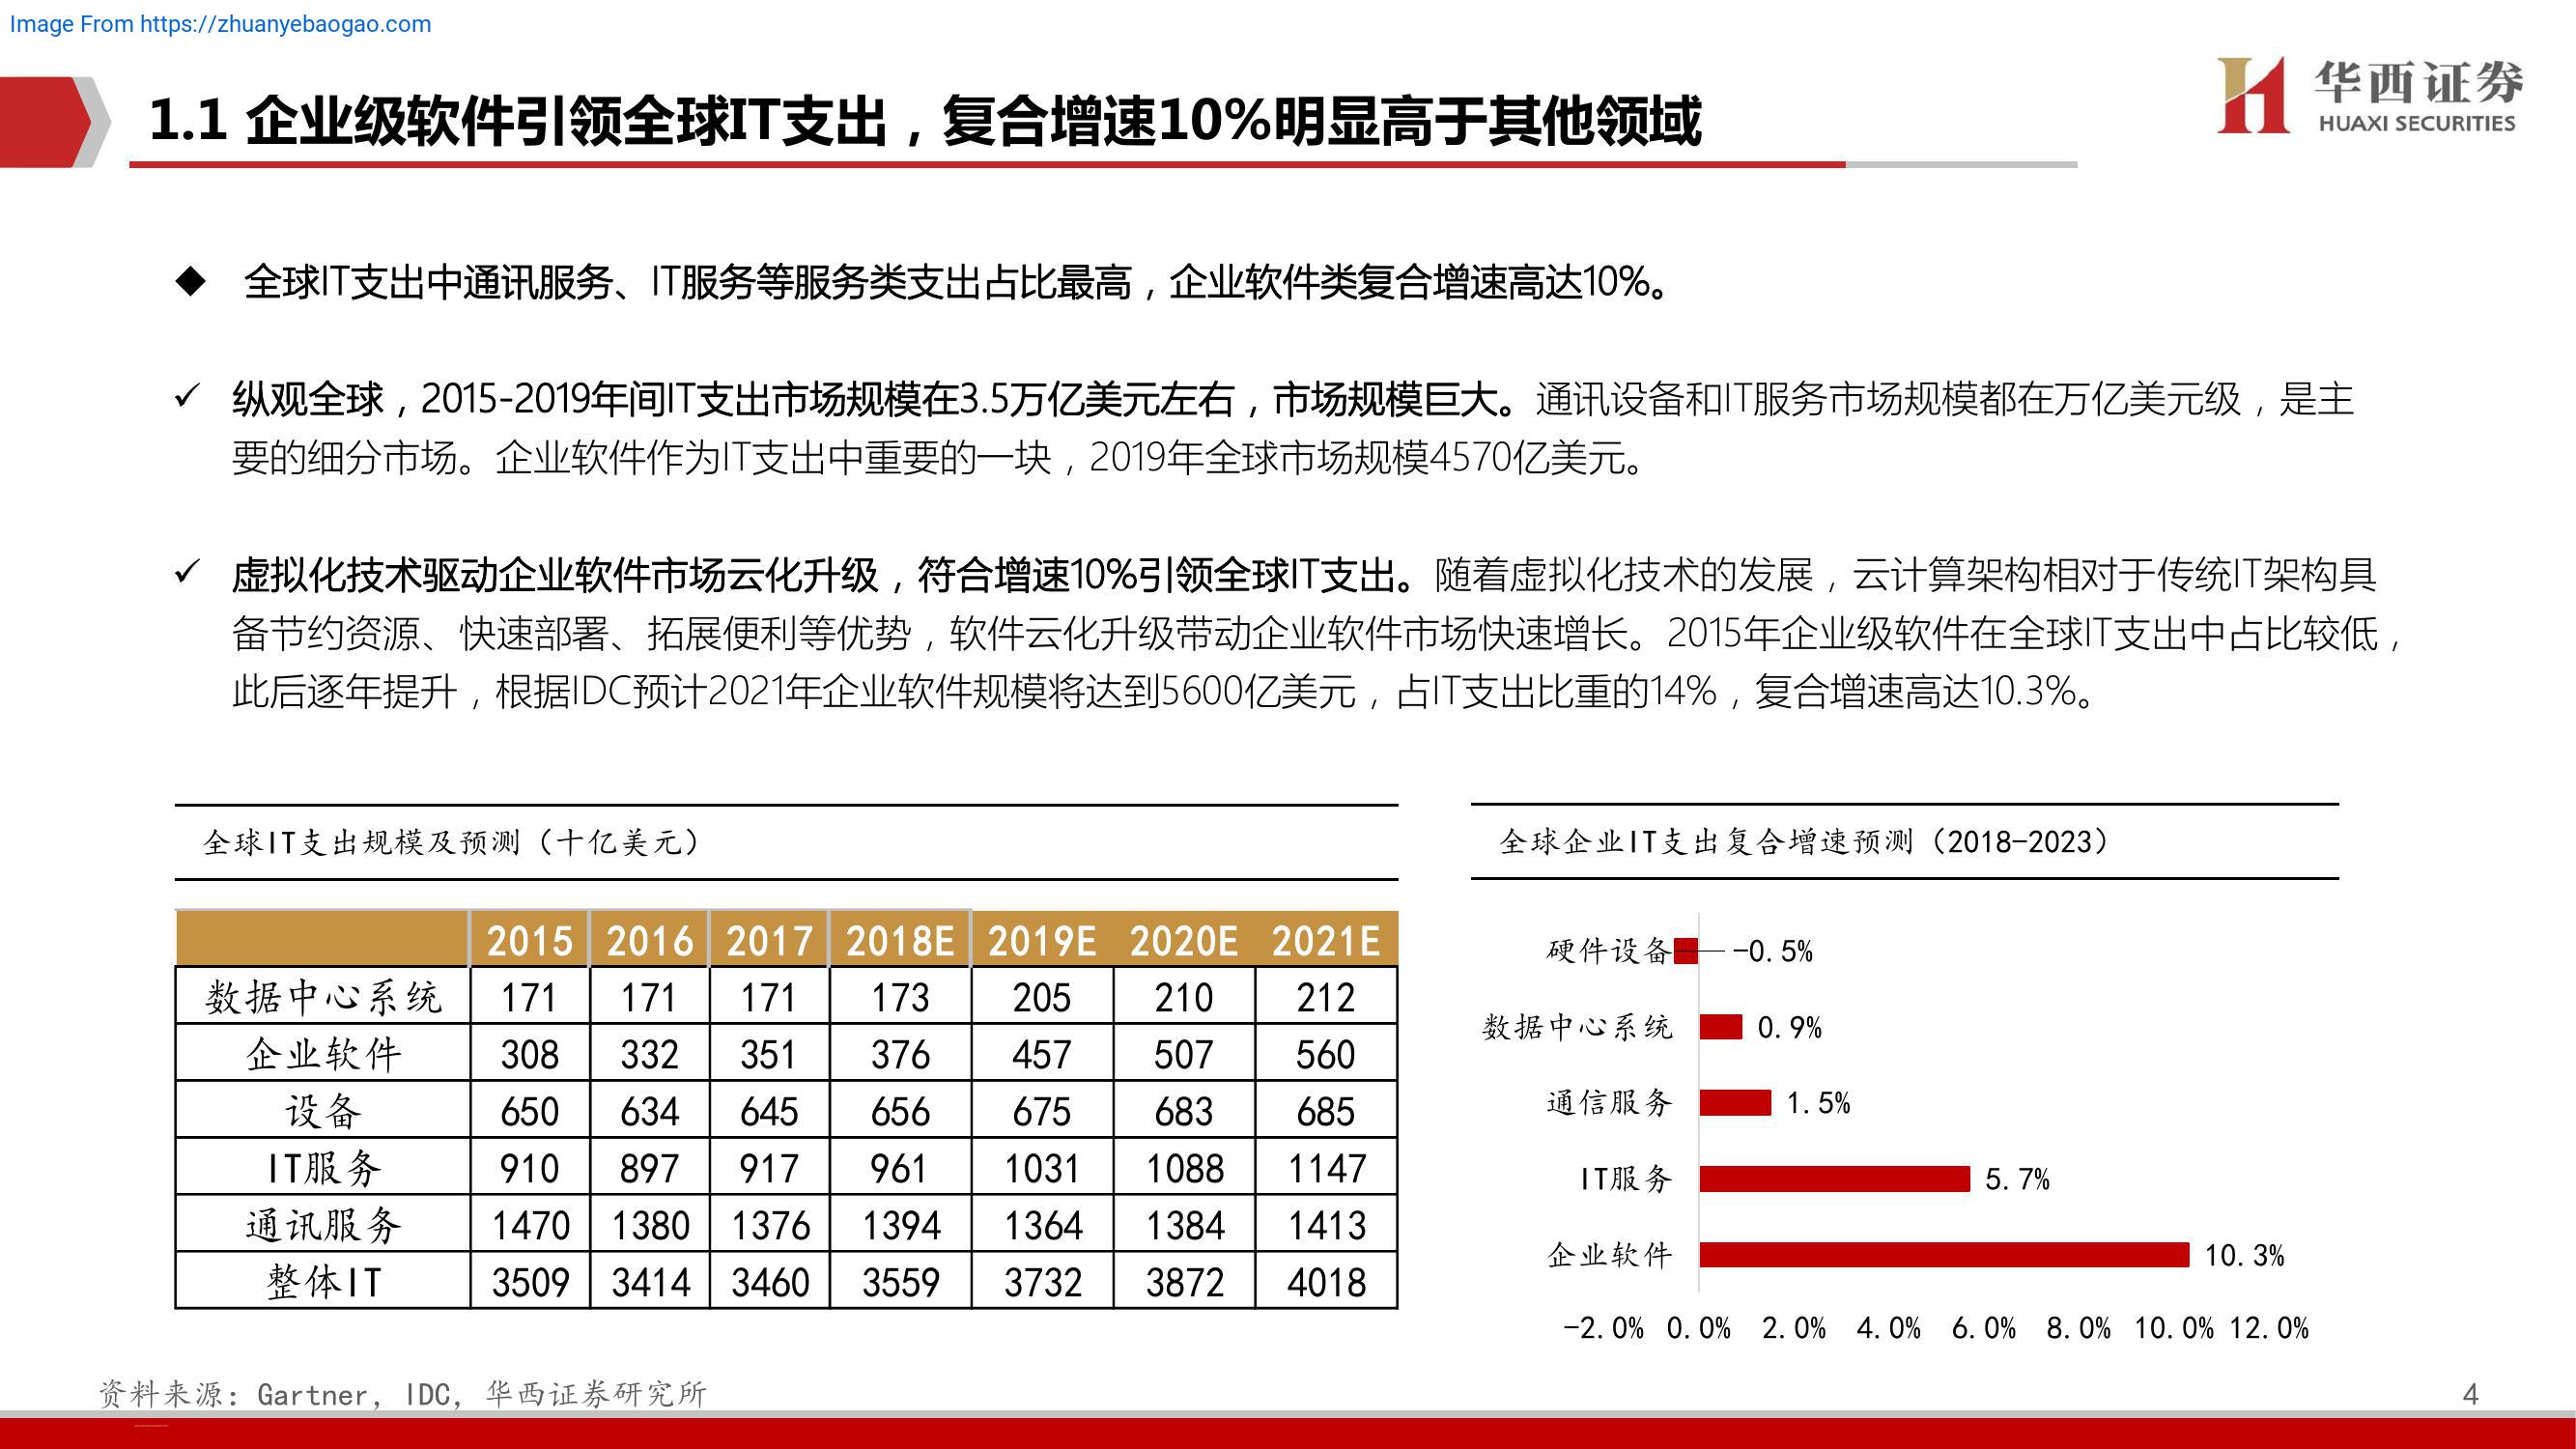 Image From https://zhuanyebaogao.com
华西证券
HUAXI SECURITIES
1.1 企业级软件引领全球IT支出，复合增速10%明显高于其他领域
◆ 全球IT支出中通讯服务、IT服务等服务类支出占比最高，企业软件类复合增速高达10%。
✓ 纵观全球，2015-2019年间IT支出市场规模在3.5万亿美元左右，市场规模巨大。通讯设备和IT服务市场规模都在万亿美元级，是主
要的细分市场。企业软件作为IT支出中重要的一块，2019年全球市场规模4570亿美元。
✓ 虚拟化技术驱动企业软件市场云化升级，符合增速10%引领全球IT支出。随着虚拟化技术的发展，云计算架构相对于传统IT架构具
备节约资源、快速部署、拓展便利等优势，软件云化升级带动企业软件市场快速增长。2015年企业级软件在全球IT支出中占比较低，
此后逐年提升，根据IDC预计2021年企业软件规模将达到5600亿美元，占IT支出比重的14%，复合增速高达10.3%。
全球IT支出规模及预测（十亿美元）
2015 2016 2017 2018E 2019E 2020E 2021E
数据中心系统 171 171 171 173 205 210 212
企业软件 308 332 351 376 457 507 560
设备 650 634 645 656 675 683 685
IT服务 910 897 917 961 1031 1088 1147
通讯服务 1470 1380 1376 1394 1364 1384 1413
整体IT 3509 3414 3460 3559 3732 3872 4018
全球企业IT支出复合增速预测（2018-2023）
硬件设备 -0.5%
数据中心系统 0.9%
通信服务 1.5%
IT服务 5.7%
企业软件 10.3%
-2.0% 0.0% 2.0% 4.0% 6.0% 8.0% 10.0% 12.0%
资料来源：Gartner, IDC, 华西证券研究所
4